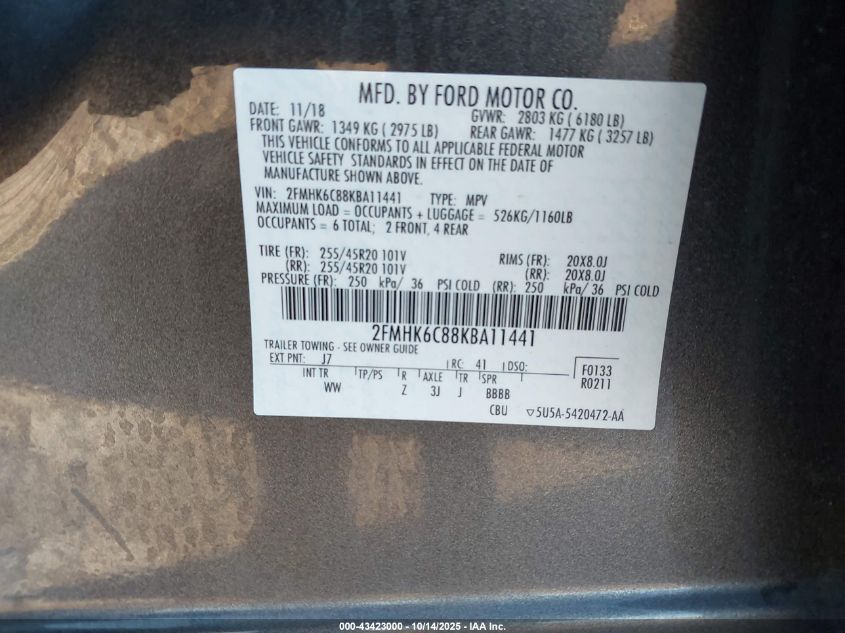 MFD. BY FORD MOTOR CO.
DATE: 11/18 GVWR: 2803 KG ( 6180 LB)
FRONT GAWR: 1349 KG ( 2975 LB) REAR GAWR: 1477 KG ( 3257 LB)
THIS VEHICLE CONFORMS TO ALL APPLICABLE FEDERAL MOTOR
VEHICLE SAFETY STANDARDS IN EFFECT ON THE DATE OF
MANUFACTURE SHOWN ABOVE.
VIN: 2FMHK6C88KBA11441 TYPE: MPV
MAXIMUM LOAD = OCCUPANTS + LUGGAGE = 526KG/1160LB
OCCUPANTS = 6 TOTAL; 2 FRONT, 4 REAR
TIRE (FR): 255/45R20 101V RIMS (FR): 20X8.0J
(RR): 255/45R20 101V (RR): 20X8.0J
PRESSURE (FR): 250 kPa/ 36 PSI COLD (RR): 250 kPa/ 36 PSI COLD
2FMHK6C88KBA11441
TRAILER TOWING - SEE OWNER GUIDE
EXT PNT: J7 RC: 41 DSO: F0133
INT TR TP/PS R AXLE TR SPR R0211
WW Z 3J J BBBB
CBU ▽5U5A-5420472-AA
000-43423000 - 10/14/2025 - IAA Inc.